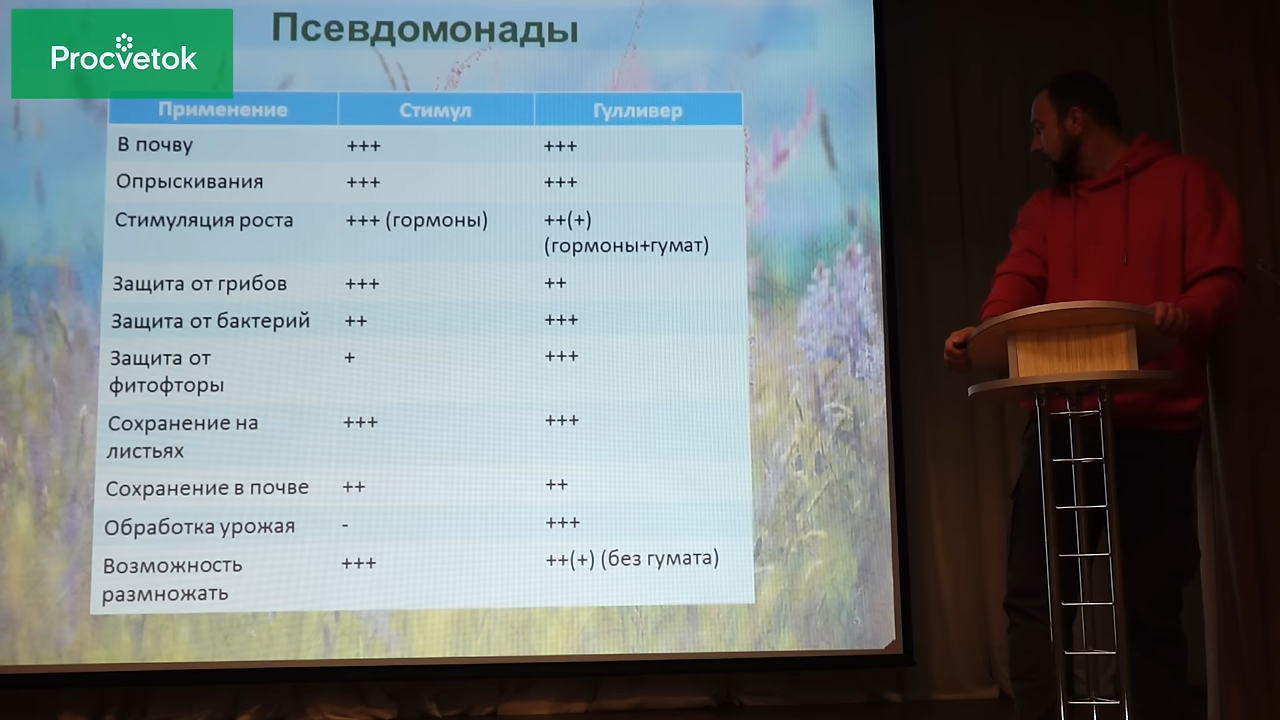 Procvetok
Псевдомонады
Применение Стимул Гулливер
В почву +++ +++
Опрыскивания +++ +++
Стимуляция роста +++ (гормоны) ++(+)
(гормоны+гумат)
Защита от грибов +++ ++
Защита от бактерий ++ +++
Защита от + +++
фитофторы
Сохранение на +++ +++
листьях
Сохранение в почве ++ ++
Обработка урожая - +++
Возможность +++ ++(+) (без гумата)
размножать